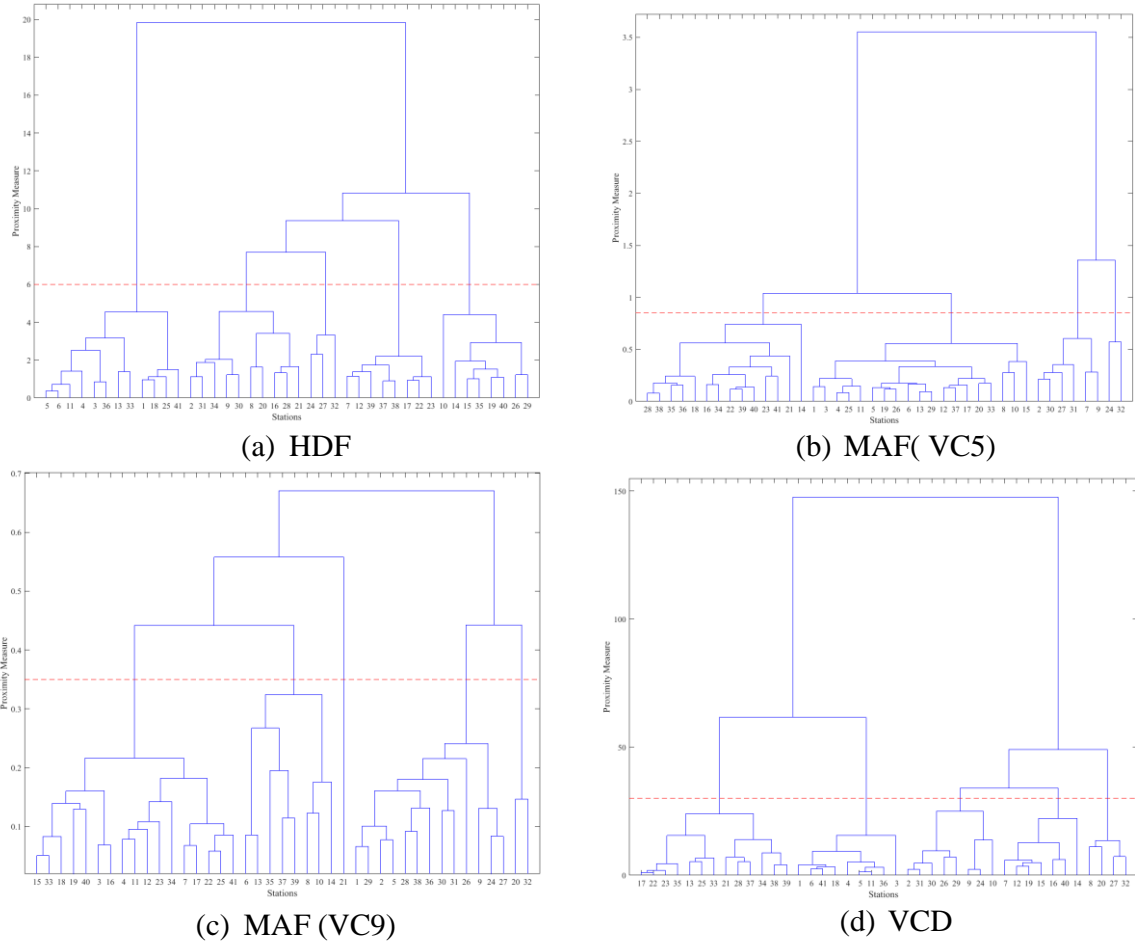 20
18
16
14
12
10
8
6
4
2
0
Proximity Measure
5 6 11 4 3 36 13 33 1 18 25 41 2 31 34 9 30 8 20 16 28 21 24 27 32 7 12 39 37 38 17 22 23 10 14 15 35 19 40 26 29
Stations
(a) HDF
3.5
3
2.5
2
1.5
1
0.5
0
Proximity Measure
28 38 35 36 18 16 34 22 39 40 23 41 21 14 1 3 4 25 11 5 19 26 6 13 29 12 37 17 20 33 8 10 15 2 30 27 31 7 9 24 32
Stations
(b) MAF( VC5)
0.7
0.6
0.5
0.4
0.3
0.2
0.1
Proximity Measure
15 33 18 19 40 3 16 4 11 12 23 34 7 17 22 25 41 6 13 35 37 39 8 10 14 21 1 29 2 5 28 38 36 30 31 26 9 24 27 20 32
Stations
(c) MAF (VC9)
150
100
50
0
Proximity Measure
17 22 23 35 13 25 33 21 28 37 34 38 39 1 6 41 18 4 5 11 36 3 2 31 30 26 29 9 24 10 7 12 19 15 16 40 14 8 20 27 32
Stations
(d) VCD